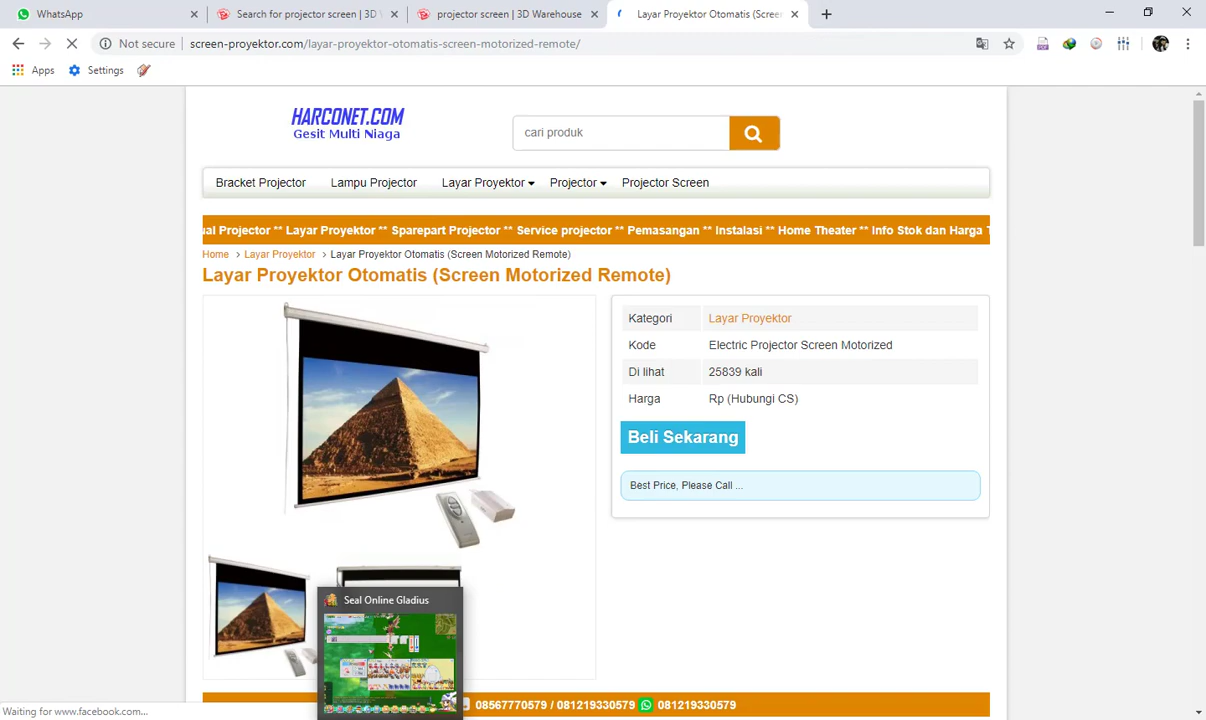 WhatsApp
Search for projector screen | 3D
projector screen | 3D Warehouse
Layar Proyektor Otomatis (Screen
Not secure
screen-proyektor.com/layar-proyektor-otomatis-screen-motorized-remote/
Apps
Settings
HARCONET.COM
Gesit Multi Niaga
cari produk
Bracket Projector
Lampu Projector
Layar Proyektor
Projector
Projector Screen
ual Projector ** Layar Proyektor ** Sparepart Projector ** Service projector ** Pemasangan ** Instalasi ** Home Theater ** Info Stok dan Harga
Home > Layar Proyektor > Layar Proyektor Otomatis (Screen Motorized Remote)
Layar Proyektor Otomatis (Screen Motorized Remote)
Kategori Layar Proyektor
Kode Electric Projector Screen Motorized
Di lihat 25839 kali
Harga Rp (Hubungi CS)
Beli Sekarang
Best Price, Please Call ...
Seal Online Gladius
08567770579 / 081219330579 081219330579
Waiting for www.facebook.com...